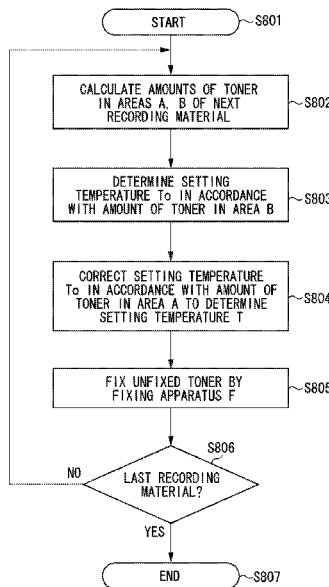 START
S801
CALCULATE AMOUNTS OF TONER
IN AREAS A, B OF NEXT
RECORDING MATERIAL
S802
DETERMINE SETTING
TEMPERATURE To IN ACCORDANCE
WITH AMOUNT OF TONER IN AREA B
S803
CORRECT SETTING TEMPERATURE
To IN ACCORDANCE WITH AMOUNT OF
TONER IN AREA A TO DETERMINE
SETTING TEMPERATURE T
S804
FIX UNFIXED TONER BY
FIXING APPARATUS F
S805
S806
NO
LAST RECORDING
MATERIAL?
YES
END
S807